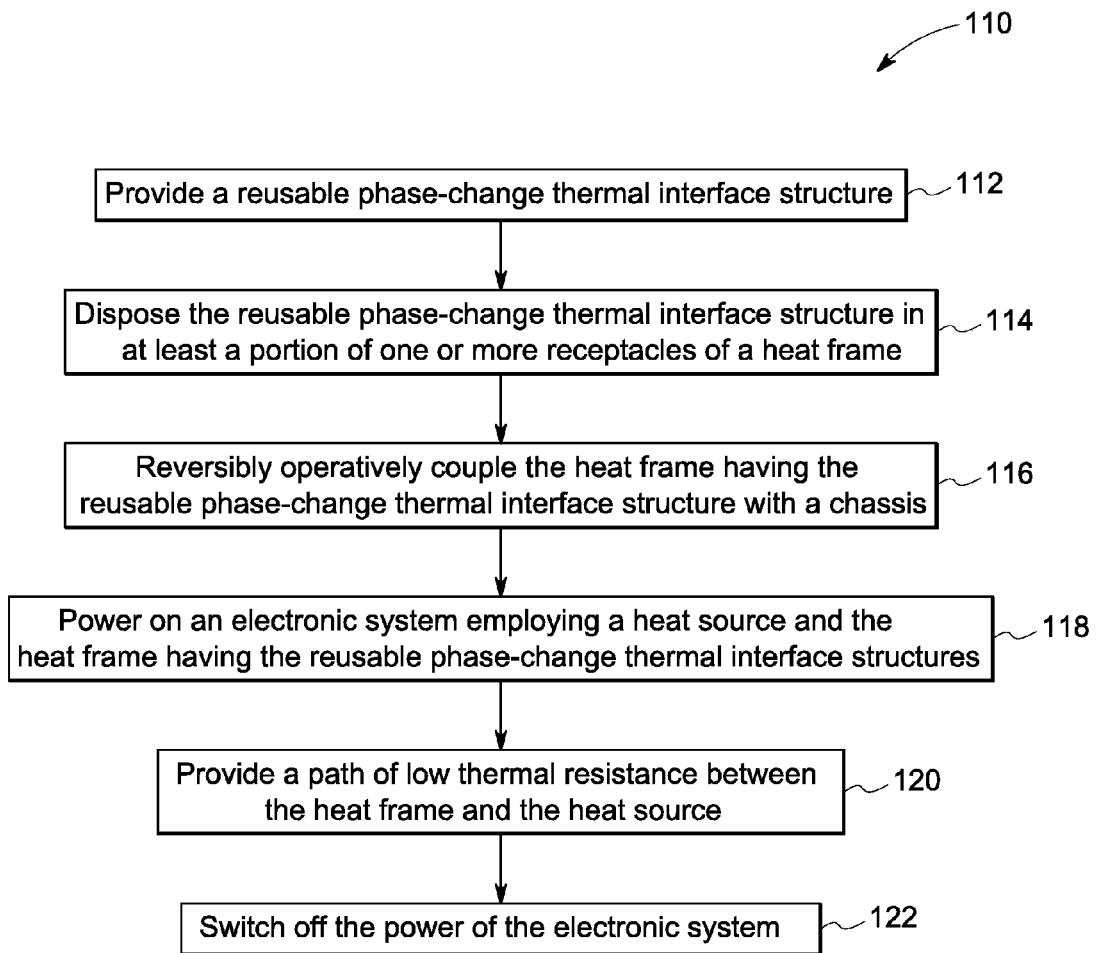 110
Provide a reusable phase-change thermal interface structure
112
Dispose the reusable phase-change thermal interface structure in
at least a portion of one or more receptacles of a heat frame
114
Reversibly operatively couple the heat frame having the
reusable phase-change thermal interface structure with a chassis
116
Power on an electronic system employing a heat source and the
heat frame having the reusable phase-change thermal interface structures
118
Provide a path of low thermal resistance between
the heat frame and the heat source
120
Switch off the power of the electronic system
122